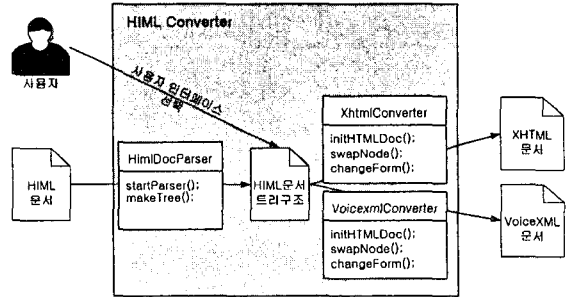 HIML Converter
사용자
사용자 인터페이스
선택
XhtmlConverter
initHTMLDoc();
swapNode();
changeForm();
XHTML
문서
HimlDocParser
startParser();
makeTree();
HIML
문서
HIML문서
트리구조
VoicexmlConverter
initHTMLDoc();
swapNode();
changeForm();
VoiceXML
문서